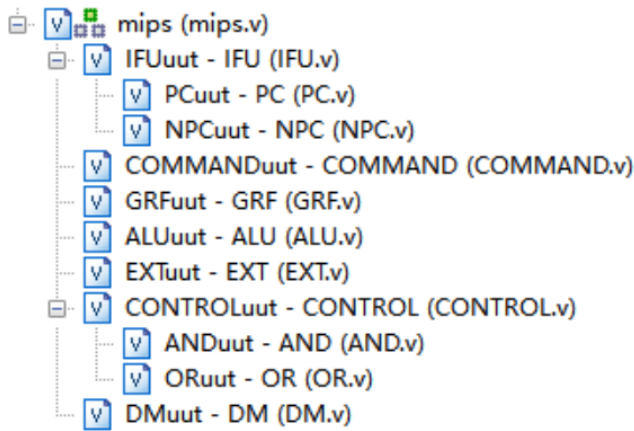 mips (mips.v)
IFUuut - IFU (IFU.v)
PCuut - PC (PC.v)
NPCuut - NPC (NPC.v)
COMMANDuut - COMMAND (COMMAND.v)
GRFuut - GRF (GRF.v)
ALUuut - ALU (ALU.v)
EXTuut - EXT (EXT.v)
CONTROLuut - CONTROL (CONTROL.v)
ANDuut - AND (AND.v)
ORuut - OR (OR.v)
DMuut - DM (DM.v)